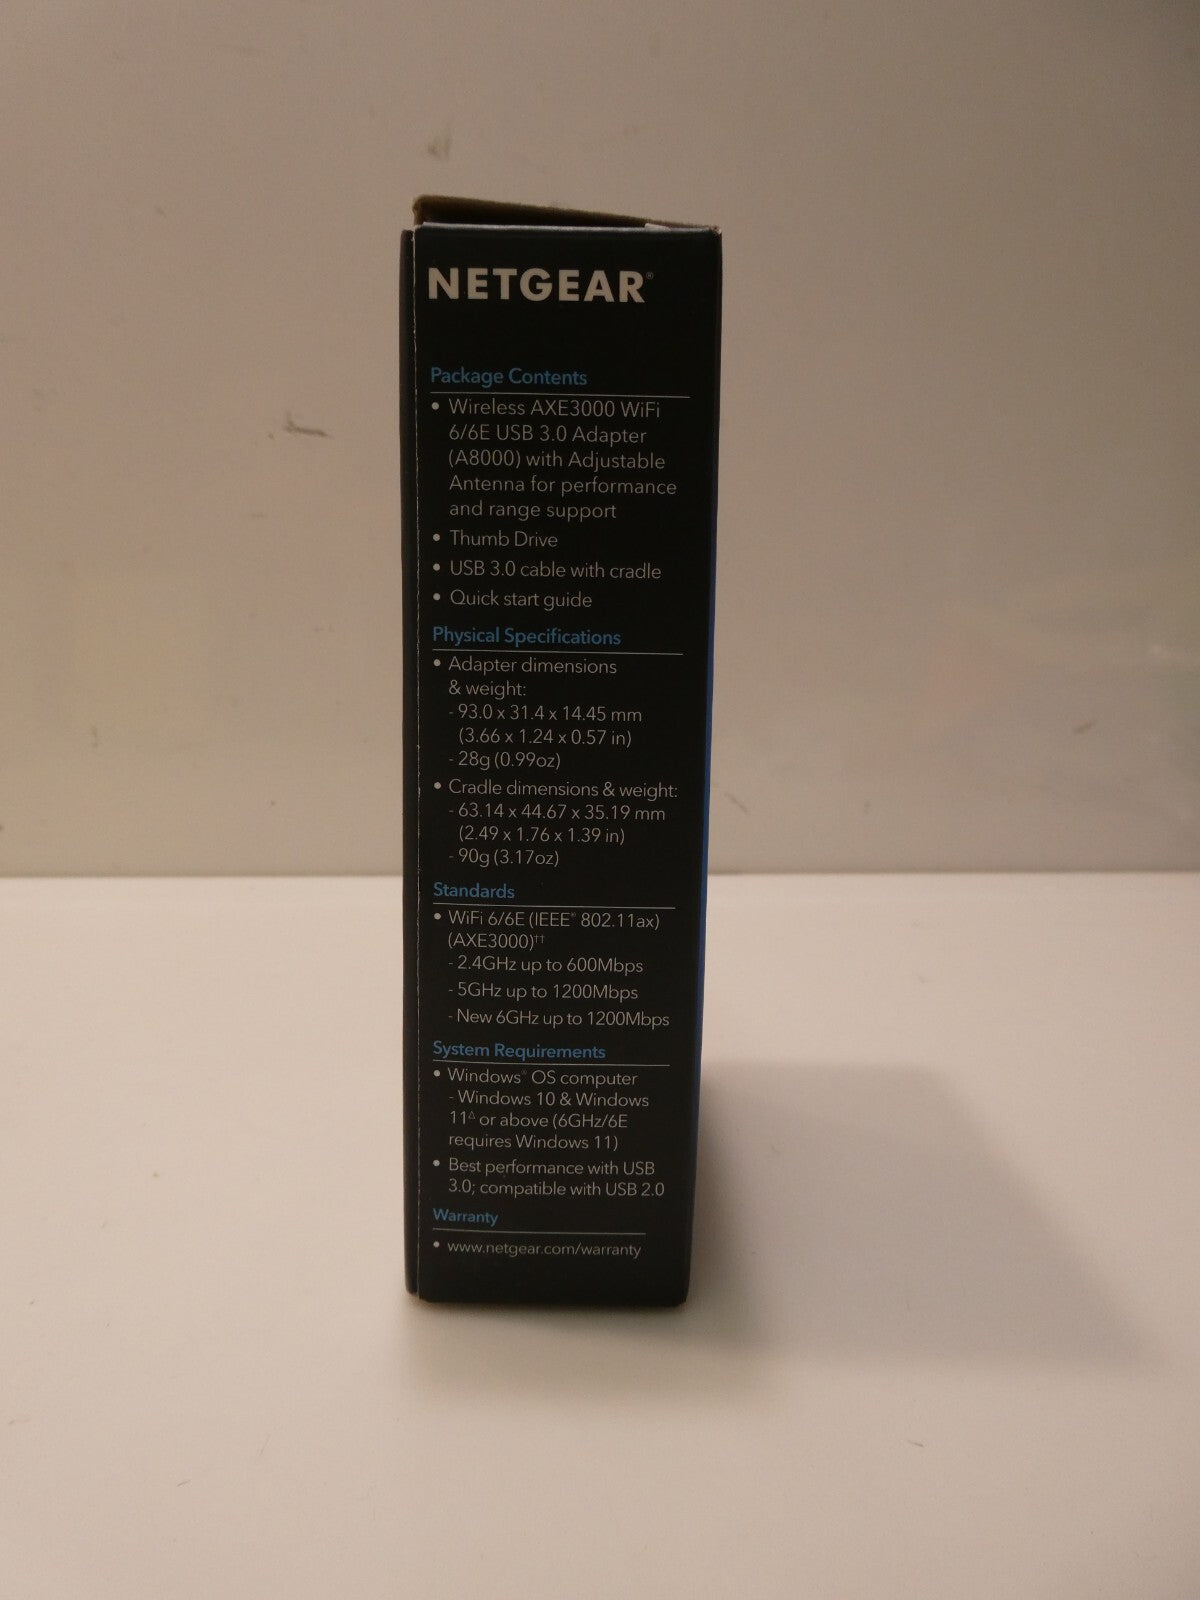 NETGEAR®
Package Contents
• Wireless AXE3000 WiFi
6/6E USB 3.0 Adapter
(A8000) with Adjustable
Antenna for performance
and range support
• Thumb Drive
• USB 3.0 cable with cradle
• Quick start guide
Physical Specifications
• Adapter dimensions
& weight:
- 93.0 x 31.4 x 14.45 mm
(3.66 x 1.24 x 0.57 in)
- 28g (0.99oz)
• Cradle dimensions & weight:
- 63.14 x 44.67 x 35.19 mm
(2.49 x 1.76 x 1.39 in)
- 90g (3.17oz)
Standards
• WiFi 6/6E (IEEE® 802.11ax)
(AXE3000)††
- 2.4GHz up to 600Mbps
- 5GHz up to 1200Mbps
- New 6GHz up to 1200Mbps
System Requirements
• Windows® OS computer
- Windows 10 & Windows
11△ or above (6GHz/6E
requires Windows 11)
• Best performance with USB
3.0; compatible with USB 2.0
Warranty
• www.netgear.com/warranty